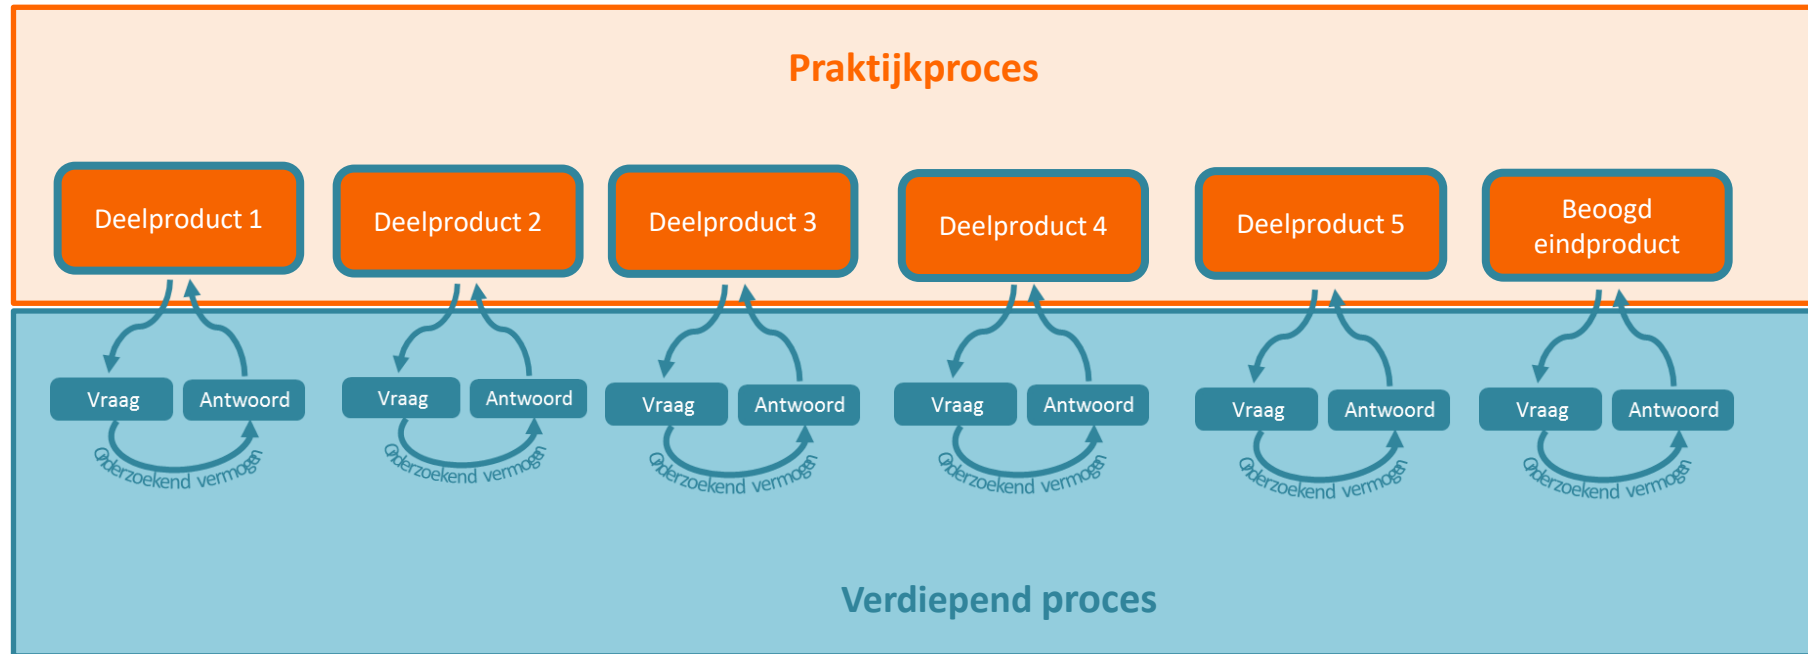 Praktijkproces
Deelproduct 1
Deelproduct 2
Deelproduct 3
Deelproduct 4
Deelproduct 5
Beoogd
eindproduct
Vraag
Antwoord
Onderzoekend vermogen
Vraag
Antwoord
Onderzoekend vermogen
Vraag
Antwoord
Onderzoekend vermogen
Vraag
Antwoord
Onderzoekend vermogen
Vraag
Antwoord
Onderzoekend vermogen
Vraag
Antwoord
Onderzoekend vermogen
Verdiepend proces